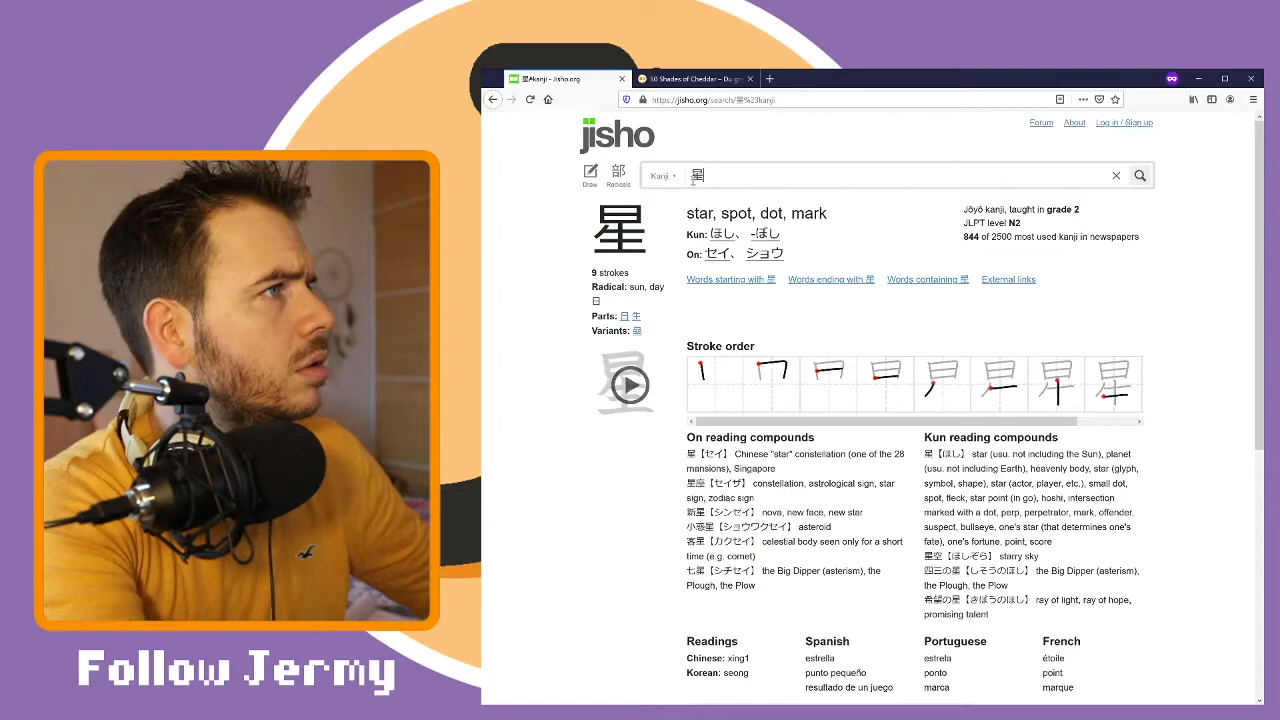 星#kanji - Jisho.org
50 Shades of Cheddar – Du g
https://jisho.org/search/星%23kanji
jisho
Forum About Log in / Sign up
Draw
部
Radicals
Kanji
星
星
star, spot, dot, mark
Kun: ほし、 -ぼし
On: セイ、 ショウ
Jōyō kanji, taught in grade 2
JLPT level N2
844 of 2500 most used kanji in newspapers
9 strokes
Radical: sun, day
日
Parts: 日 生
Variants:
Words starting with 星 Words ending with 星 Words containing 星 External links
Stroke order
On reading compounds
星【セイ】 Chinese "star" constellation (one of the 28
mansions), Singapore
星座【セイザ】 constellation, astrological sign, star
sign, zodiac sign
新星【シンセイ】 nova, new face, new star
小惑星【ショウワクセイ】 asteroid
客星【カクセイ】 celestial body seen only for a short
time (e.g. comet)
七星【シチセイ】 the Big Dipper (asterism), the
Plough, the Plow
Kun reading compounds
星【ほし】 star (usu. not including the Sun), planet
(usu. not including Earth), heavenly body, star (glyph,
symbol, shape), star (actor, player, etc.), small dot,
spot, fleck, star point (in go), hoshi, intersection
marked with a dot, perp, perpetrator, mark, offender,
suspect, bullseye, one's star (that determines one's
fate), one's fortune, point, score
星空【ほしぞら】 starry sky
四三の星【しそうのほし】 the Big Dipper (asterism),
the Plough, the Plow
希望の星【きぼうのほし】 ray of light, ray of hope,
promising talent
Readings
Chinese: xing1
Korean: seong
Spanish
estrella
punto pequeño
resultado de un juego
Portuguese
estrela
ponto
marca
French
étoile
point
marque
Follow Jermy